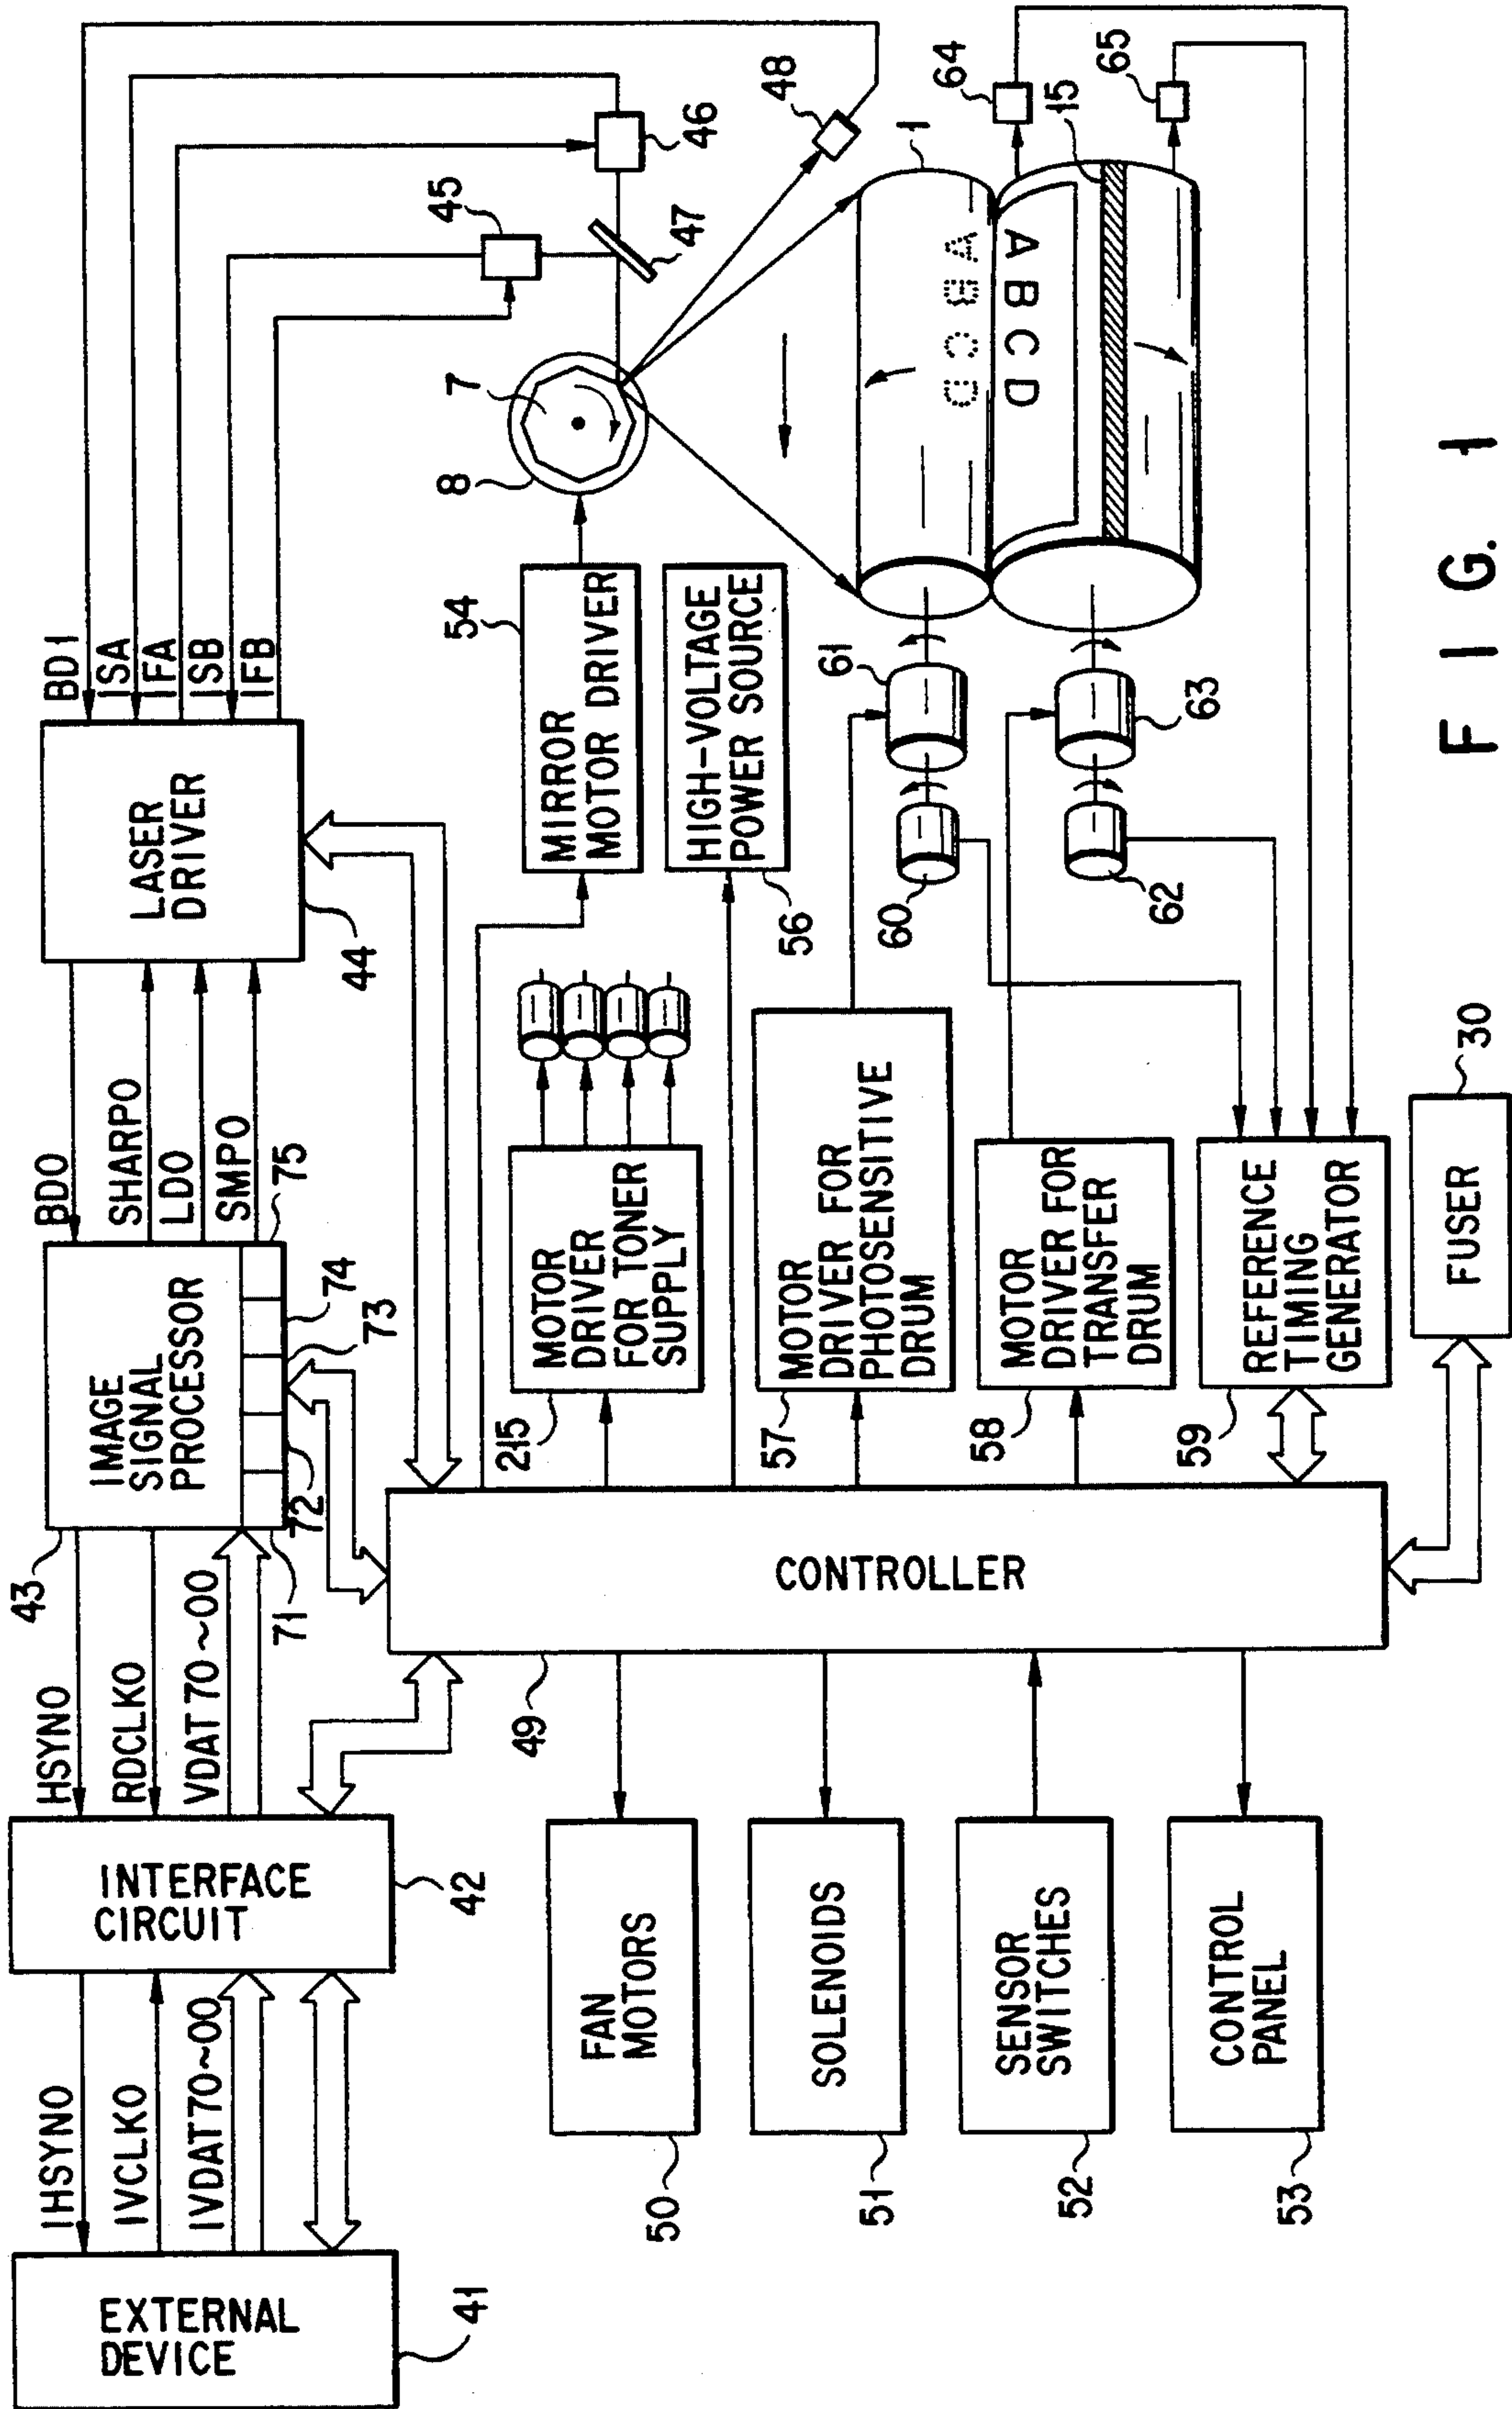 IHSYNO
IVCLKO
IVDAT70~00
EXTERNAL
DEVICE
41
INTERFACE
CIRCUIT
42
HSYNO
RDCLKO
VDAT70~00
43
IMAGE
SIGNAL
PROCESSOR
71
72
73
74
75
BDO
SHARPO
LDO
SMPO
LASER
DRIVER
44
BD1
ISA
IFA
ISB
IFB
45
46
47
48
7
8
54
MIRROR
MOTOR DRIVER
HIGH-VOLTAGE
POWER SOURCE
56
MOTOR
DRIVER
FOR TONER
SUPPLY
215
MOTOR
DRIVER FOR
PHOTOSENSITIVE
DRUM
57
MOTOR
DRIVER FOR
TRANSFER
DRUM
58
REFERENCE
TIMING
GENERATOR
59
60
61
62
63
64
65
1
15
A B C D
A B C D
CONTROLLER
49
FAN
MOTORS
50
SOLENOIDS
51
SENSOR
SWITCHES
52
CONTROL
PANEL
53
FUSER
30
FIG. 1